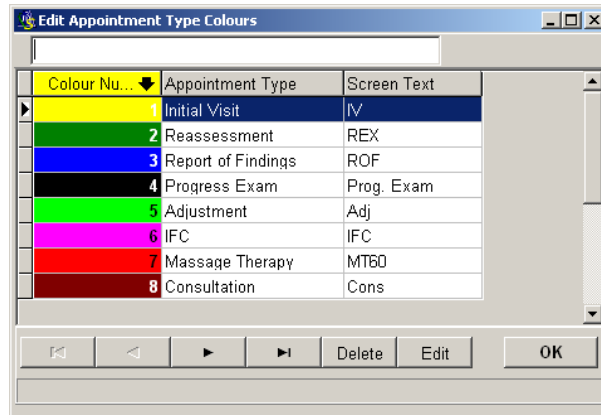 Edit Appointment Type Colours
Colour Nu... Appointment Type Screen Text
1 Initial Visit IV
2 Reassessment REX
3 Report of Findings ROF
4 Progress Exam Prog. Exam
5 Adjustment Adj
6 IFC IFC
7 Massage Therapy MT60
8 Consultation Cons
Delete Edit OK